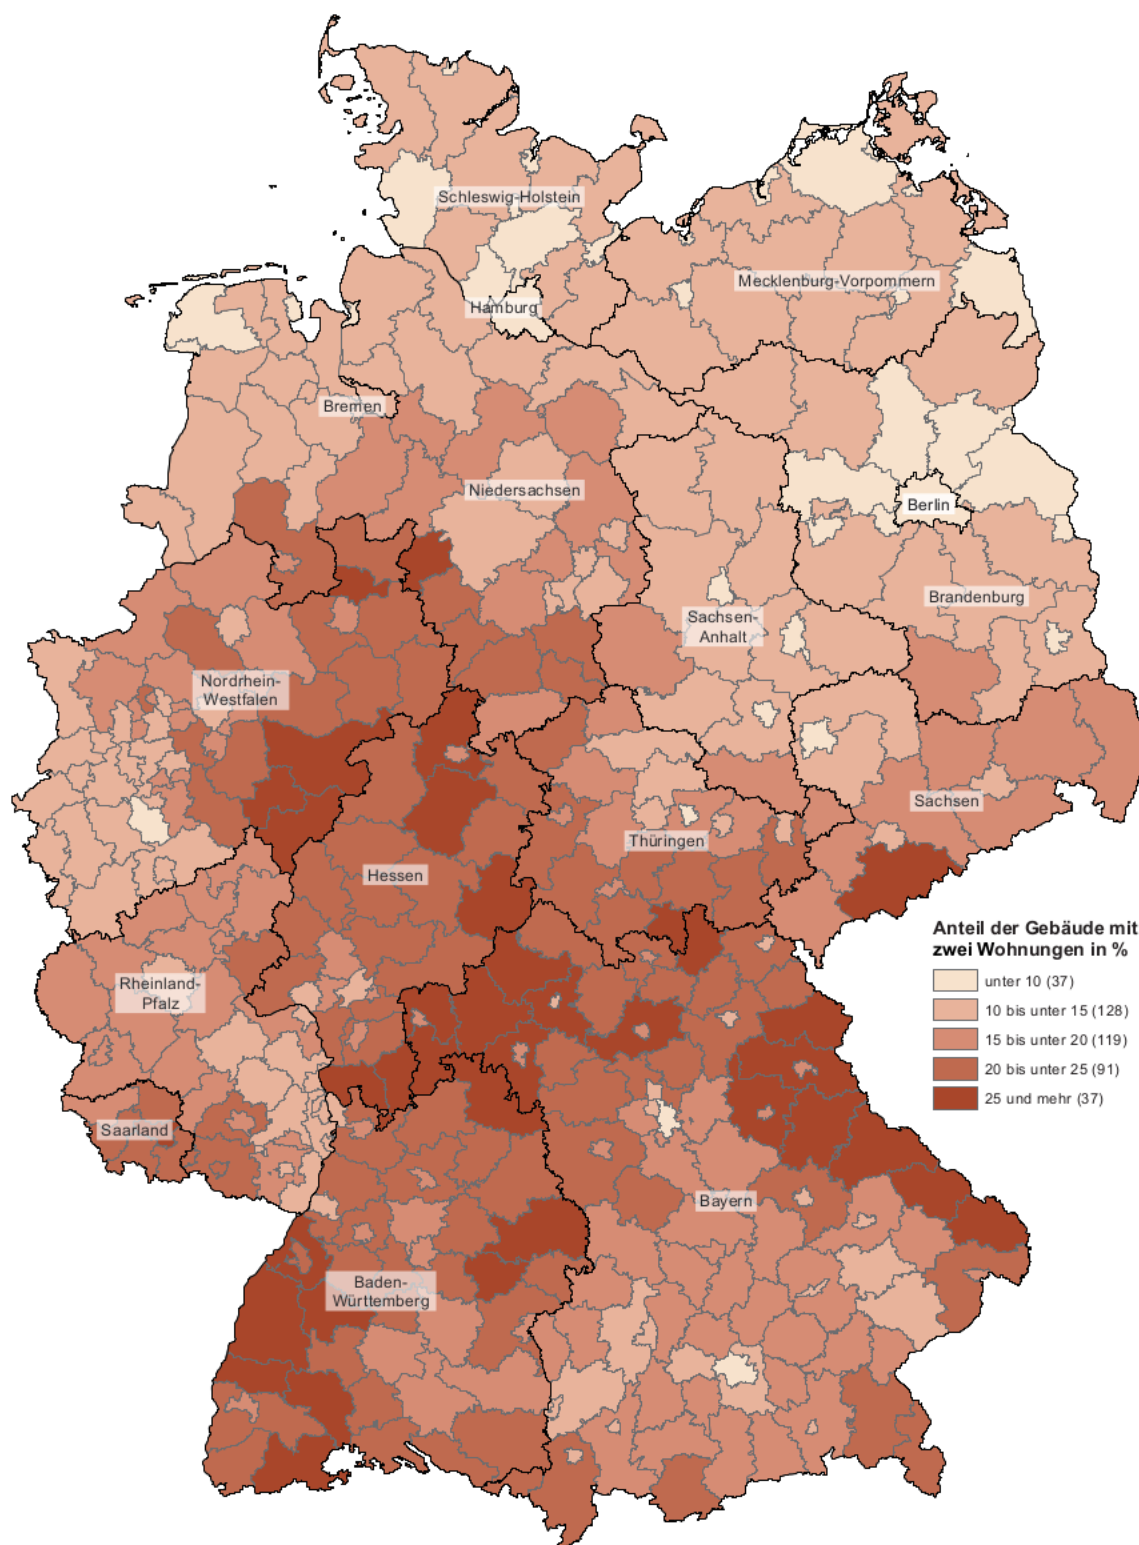 Schleswig-Holstein
Mecklenburg-Vorpommern
Hamburg
Bremen
Niedersachsen
Berlin
Brandenburg
Sachsen-
Anhalt
Nordrhein-
Westfalen
Sachsen
Thüringen
Hessen
Rheinland-
Pfalz
Saarland
Bayern
Baden-
Württemberg
Anteil der Gebäude mit
zwei Wohnungen in %
unter 10 (37)
10 bis unter 15 (128)
15 bis unter 20 (119)
20 bis unter 25 (91)
25 und mehr (37)